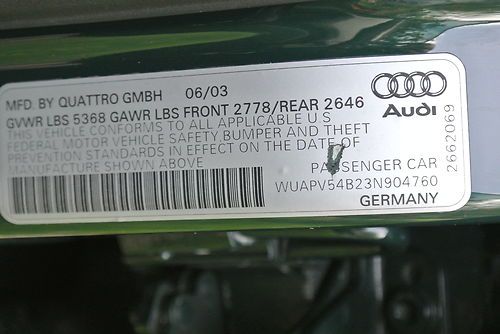 MFD. BY QUATTRO GMBH 06/03
GVWR LBS 5368 GAWR LBS FRONT 2778/REAR 2646
THIS VEHICLE CONFORMS TO ALL APPLICABLE U S
FEDERAL MOTOR VEHICLE SAFETY BUMPER AND THEFT
PREVENTION STANDARDS IN EFFECT ON THE DATE OF
MANUFACTURE SHOWN ABOVE
PASSENGER CAR
WUAPV54B23N904760
GERMANY
Audi
2662069